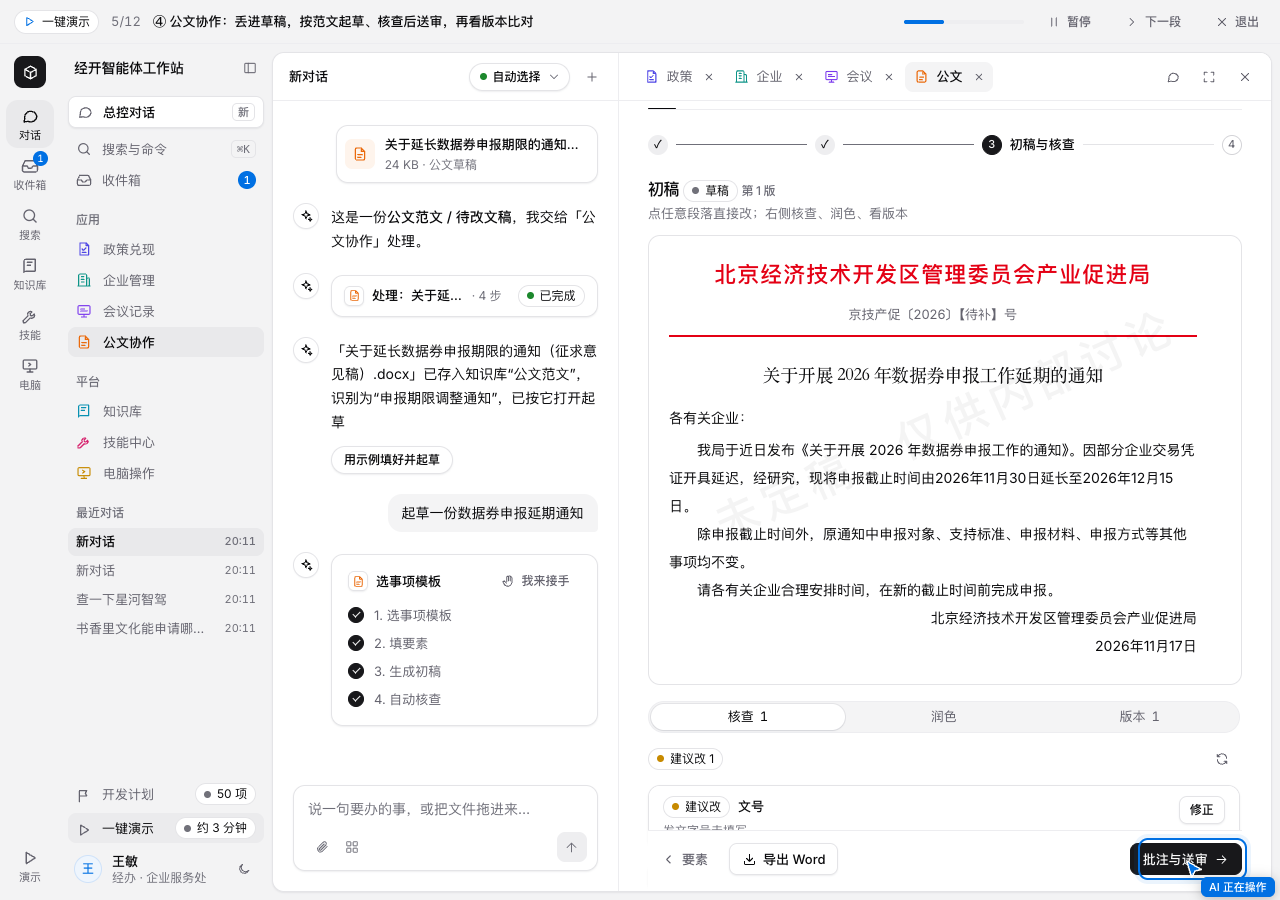 一键演示
5/12
④ 公文协作：丢进草稿，按范文起草、核查后送审，再看版本比对
暂停
下一段
退出
对话
1
收件箱
搜索
知识库
技能
电脑
演示
经开智能体工作站
总控对话
新
搜索与命令
⌘K
收件箱
1
应用
政策兑现
企业管理
会议记录
公文协作
平台
知识库
技能中心
电脑操作
最近对话
新对话 20:11
新对话 20:11
查一下星河智驾 20:11
书香里文化能申请哪... 20:11
开发计划
50 项
一键演示
约 3 分钟
王
王敏
经办 · 企业服务处
新对话
自动选择
关于延长数据券申报期限的通知...
24 KB · 公文草稿
这是一份公文范文 / 待改文稿，我交给「公
文协作」处理。
处理：关于延... · 4 步
已完成
「关于延长数据券申报期限的通知（征求意
见稿）.docx」已存入知识库“公文范文”，
识别为“申报期限调整通知”，已按它打开起
草
用示例填好并起草
起草一份数据券申报延期通知
选事项模板
我来接手
1. 选事项模板
2. 填要素
3. 生成初稿
4. 自动核查
说一句要办的事，或把文件拖进来...
政策
企业
会议
公文
3
初稿与核查
4
初稿
草稿
第 1 版
点任意段落直接改；右侧核查、润色、看版本
北京经济技术开发区管理委员会产业促进局
京技产促〔2026〕【待补】号
关于开展 2026 年数据券申报工作延期的通知
各有关企业：
我局于近日发布《关于开展 2026 年数据券申报工作的通知》。因部分企业交易凭
证开具延迟，经研究，现将申报截止时间由2026年11月30日延长至2026年12月15
日。
除申报截止时间外，原通知中申报对象、支持标准、申报材料、申报方式等其他
事项均不变。
请各有关企业合理安排时间，在新的截止时间前完成申报。
北京经济技术开发区管理委员会产业促进局
2026年11月17日
未定稿 仅供内部讨论
核查 1
润色
版本 1
建议改 1
建议改
文号
修正
发文字号未填写
要素
导出 Word
批注与送审
AI 正在操作